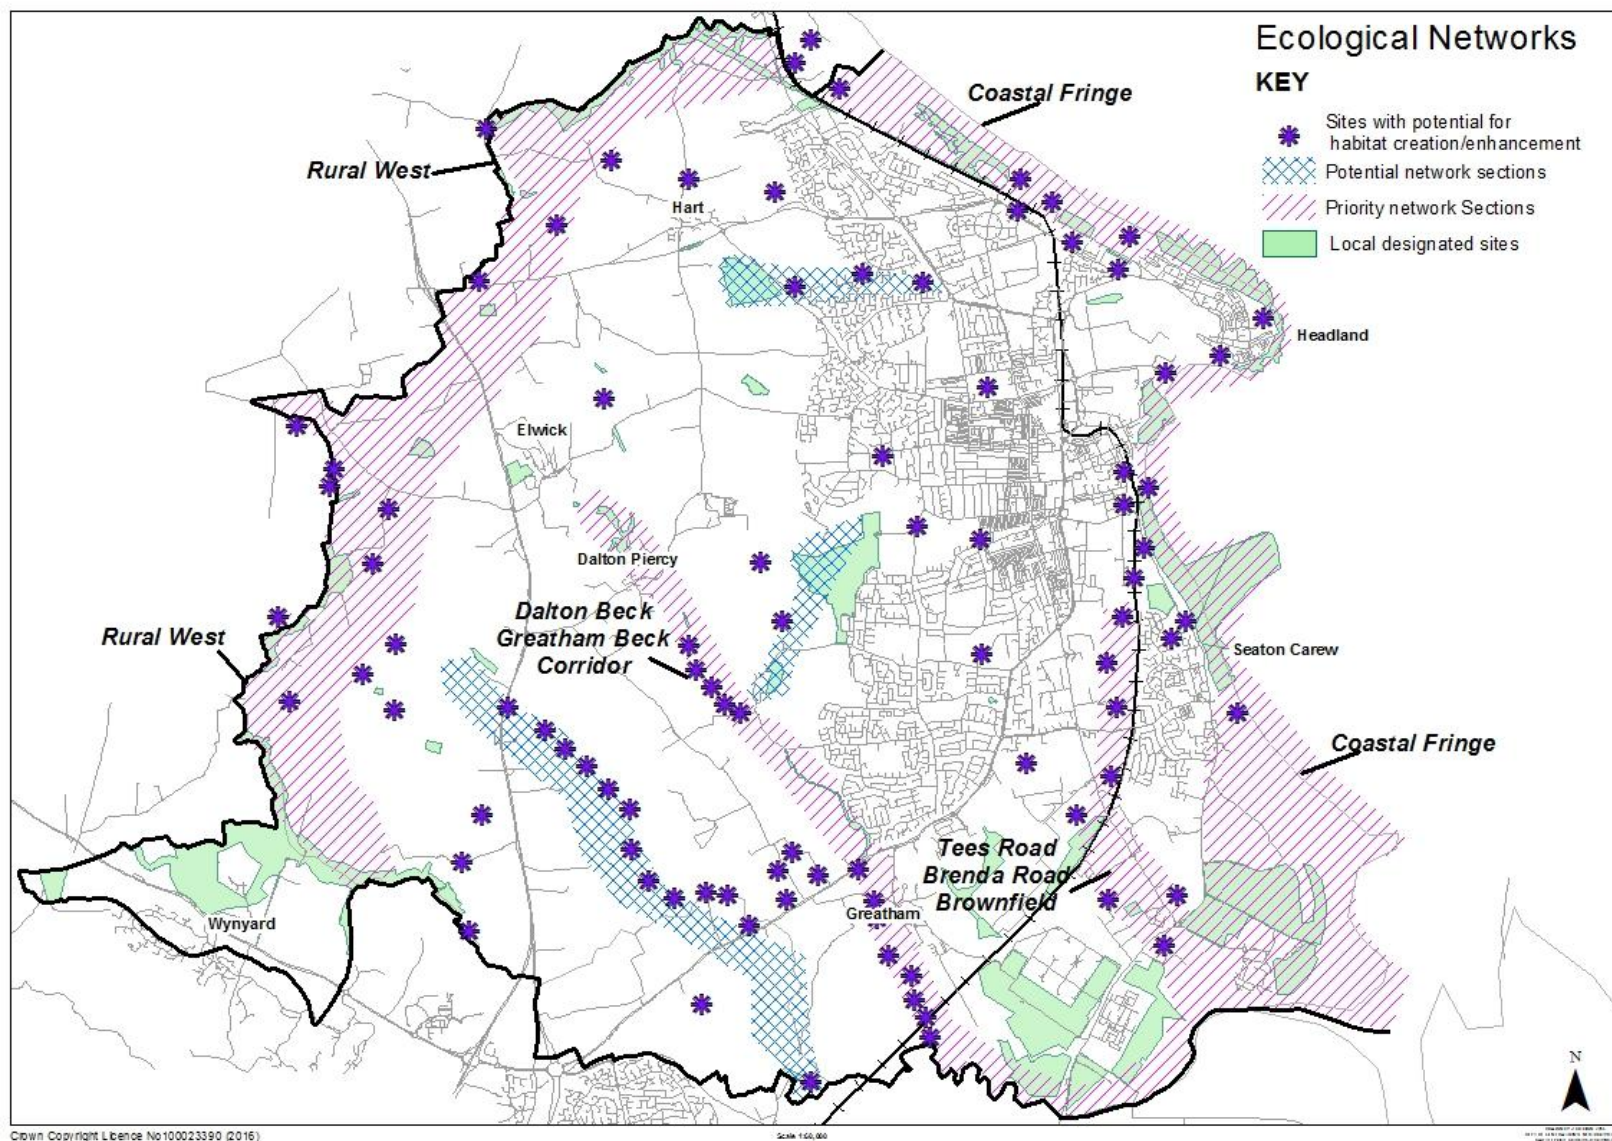 Ecological Networks
KEY
Sites with potential for
habitat creation/enhancement
Potential network sections
Priority network Sections
Local designated sites
Coastal Fringe
Rural West
Hart
Headland
Elwick
Dalton Piercy
Dalton Beck
Greatham Beck
Corridor
Rural West
Seaton Carew
Coastal Fringe
Tees Road
Brenda Road
Brownfield
Greatham
Wynyard
N
Crown Copyright Licence No100023390 (2016)